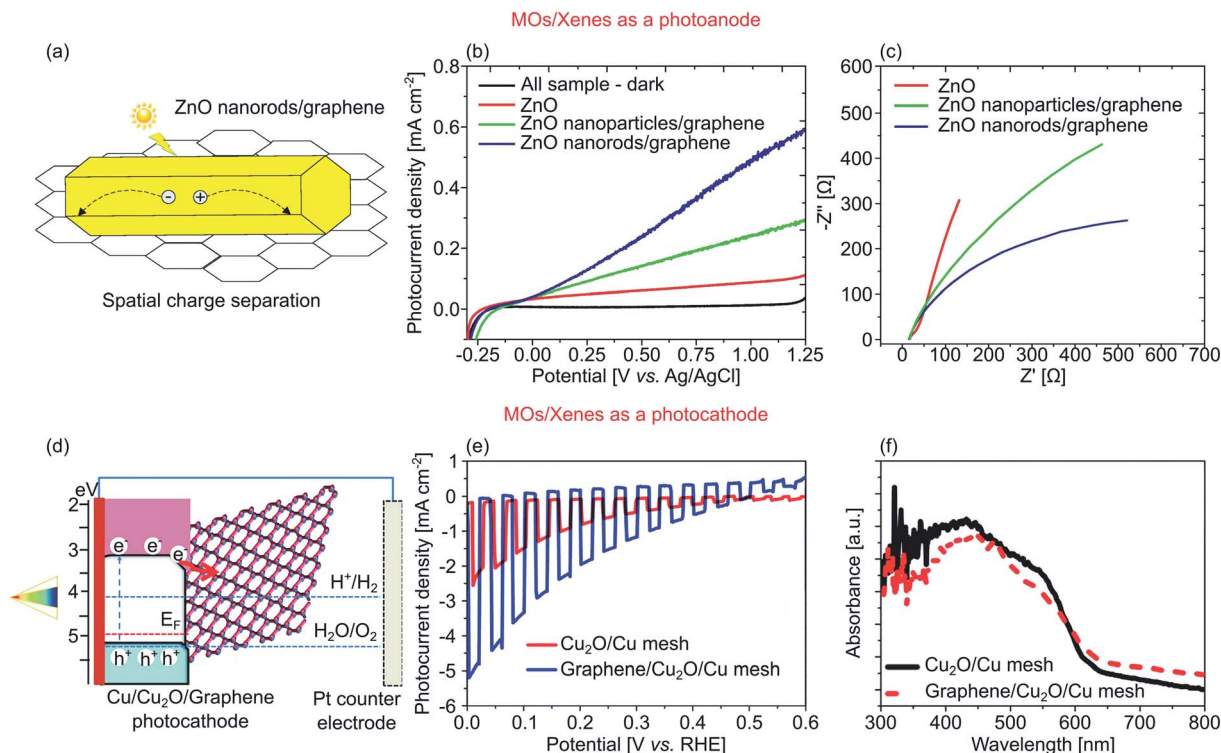 MOs/Xenes as a photoanode
(a)
ZnO nanorods/graphene
-
+
Spatial charge separation
(b)
Photocurrent density [mA cm⁻²]
0.8
0.6
0.4
0.2
0.0
All sample - dark
ZnO
ZnO nanoparticles/graphene
ZnO nanorods/graphene
-0.25 0.00 0.25 0.50 0.75 1.00 1.25
Potential [V vs. Ag/AgCl]
(c)
-Z" [Ω]
600
500
400
300
200
100
0
ZnO
ZnO nanoparticles/graphene
ZnO nanorods/graphene
0 100 200 300 400 500 600 700
Z' [Ω]
MOs/Xenes as a photocathode
(d)
eV
2
3
4
5
e⁻ e⁻
e⁻
H⁺/H₂
E_F
H₂O/O₂
h⁺ h⁺ h⁺
Cu/Cu₂O/Graphene
photocathode
Pt counter
electrode
(e)
Photocurrent density [mA cm⁻²]
1
0
-1
-2
-3
-4
-5
-6
Cu₂O/Cu mesh
Graphene/Cu₂O/Cu mesh
0.0 0.1 0.2 0.3 0.4 0.5 0.6
Potential [V vs. RHE]
(f)
Absorbance [a.u.]
Cu₂O/Cu mesh
Graphene/Cu₂O/Cu mesh
300 400 500 600 700 800
Wavelength [nm]